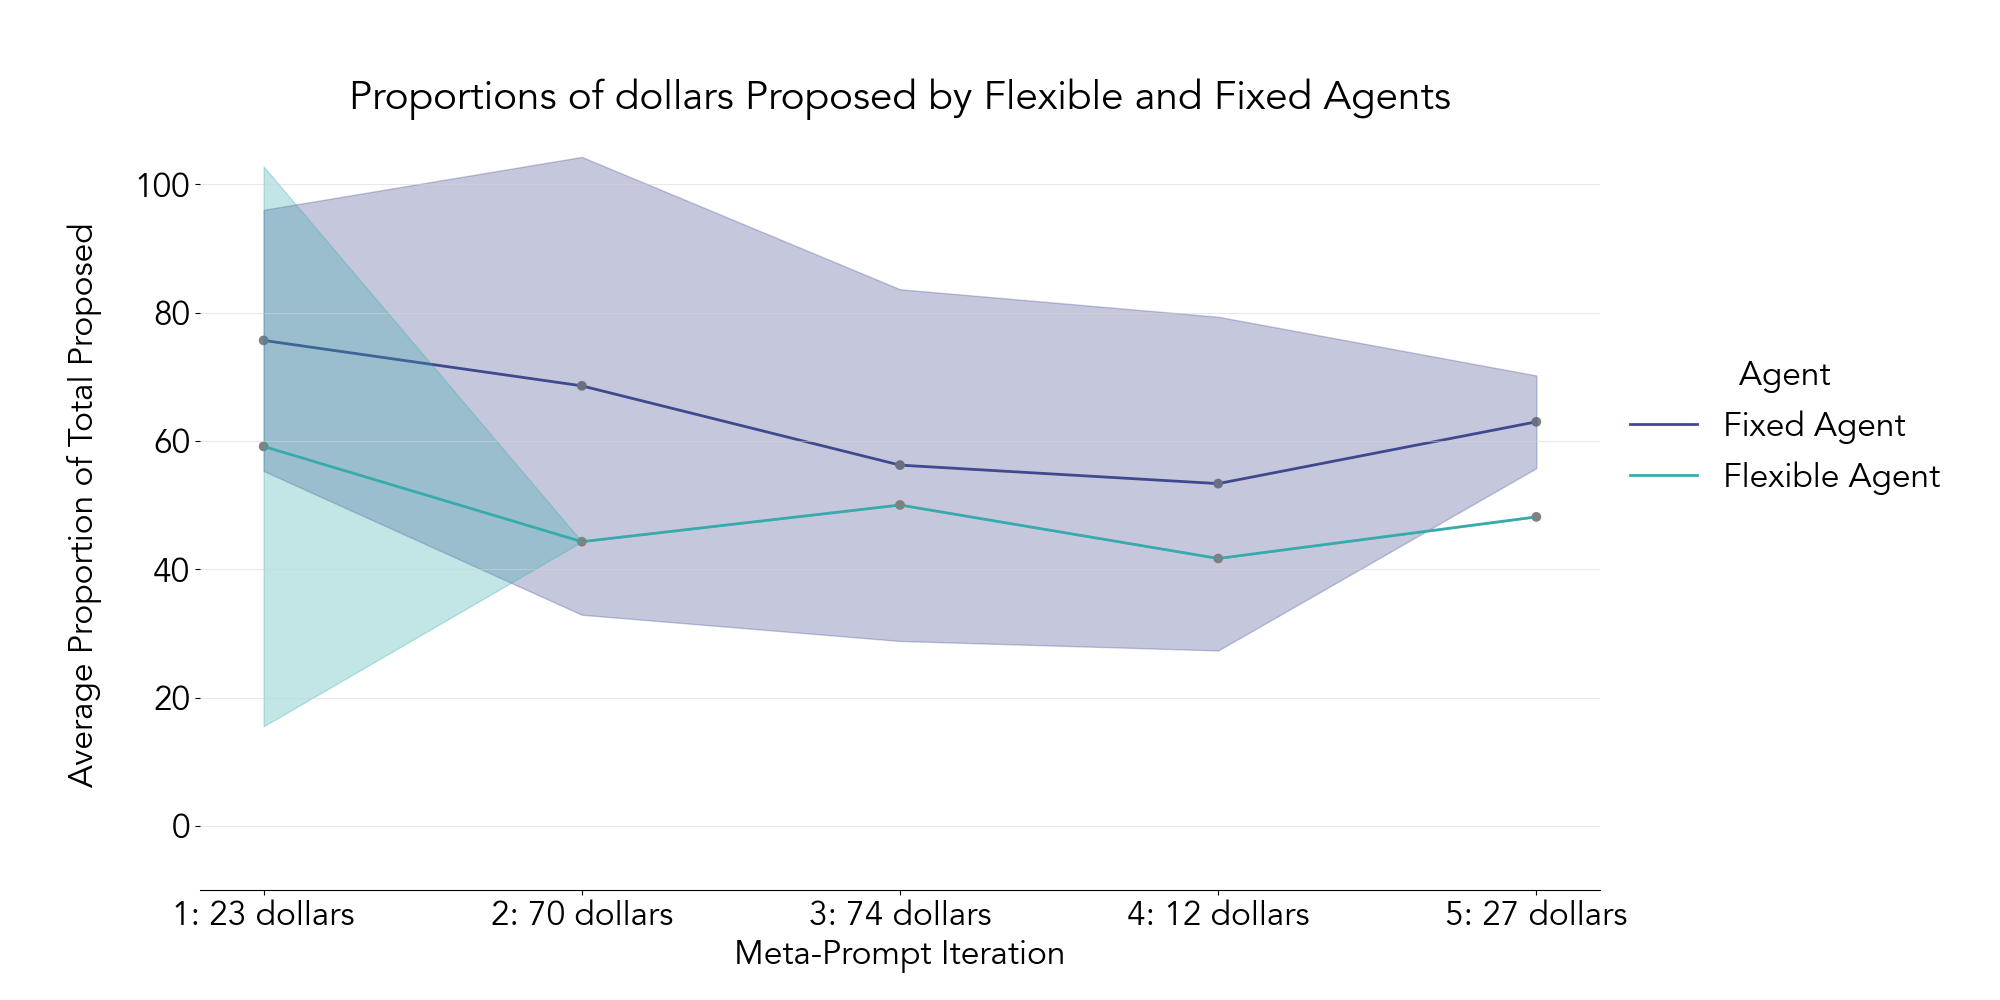 Proportions of dollars Proposed by Flexible and Fixed Agents
Average Proportion of Total Proposed
100
80
60
40
20
0
1: 23 dollars
2: 70 dollars
3: 74 dollars
4: 12 dollars
5: 27 dollars
Meta-Prompt Iteration
Agent
Fixed Agent
Flexible Agent